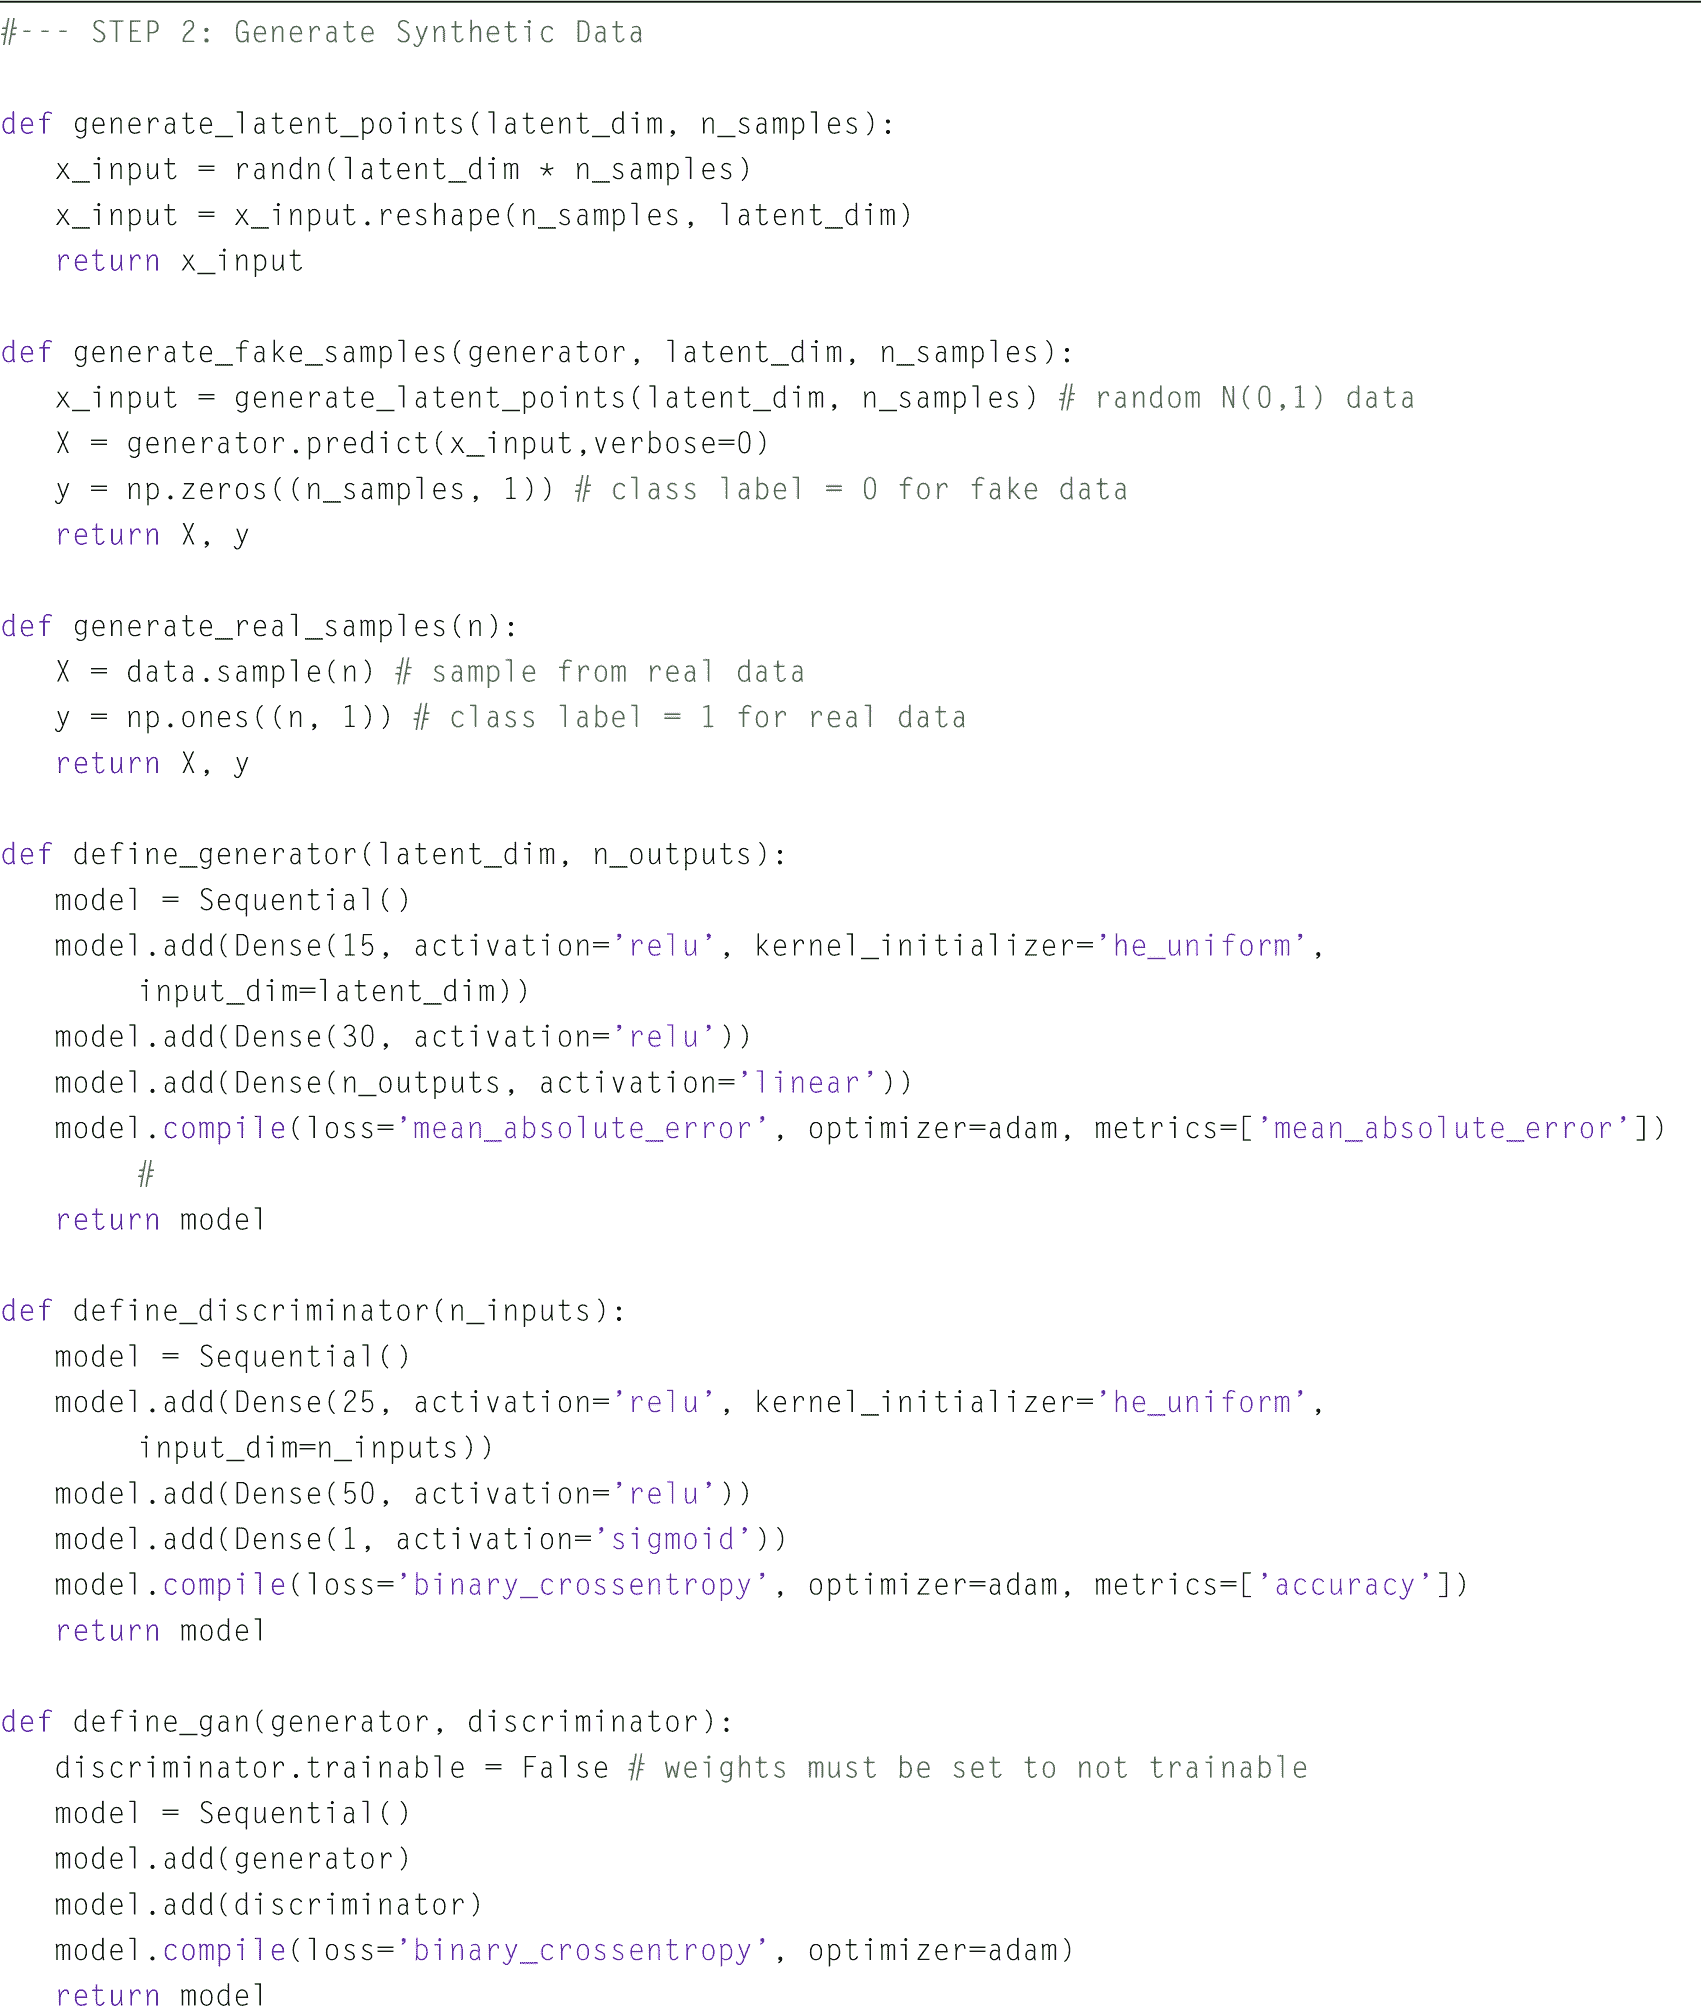 #--- STEP 2: Generate Synthetic Data
def generate_latent_points(latent_dim, n_samples):
   x_input = randn(latent_dim * n_samples)
   x_input = x_input.reshape(n_samples, latent_dim)
   return x_input
def generate_fake_samples(generator, latent_dim, n_samples):
   x_input = generate_latent_points(latent_dim, n_samples) # random N(0,1) data
   X = generator.predict(x_input,verbose=0)
   y = np.zeros((n_samples, 1)) # class label = 0 for fake data
   return X, y
def generate_real_samples(n):
   X = data.sample(n) # sample from real data
   y = np.ones((n, 1)) # class label = 1 for real data
   return X, y
def define_generator(latent_dim, n_outputs):
   model = Sequential()
   model.add(Dense(15, activation='relu', kernel_initializer='he_uniform',
        input_dim=latent_dim))
   model.add(Dense(30, activation='relu'))
   model.add(Dense(n_outputs, activation='linear'))
   model.compile(loss='mean_absolute_error', optimizer=adam, metrics=['mean_absolute_error'])
        #
   return model
def define_discriminator(n_inputs):
   model = Sequential()
   model.add(Dense(25, activation='relu', kernel_initializer='he_uniform',
        input_dim=n_inputs))
   model.add(Dense(50, activation='relu'))
   model.add(Dense(1, activation='sigmoid'))
   model.compile(loss='binary_crossentropy', optimizer=adam, metrics=['accuracy'])
   return model
def define_gan(generator, discriminator):
   discriminator.trainable = False # weights must be set to not trainable
   model = Sequential()
   model.add(generator)
   model.add(discriminator)
   model.compile(loss='binary_crossentropy', optimizer=adam)
   return model